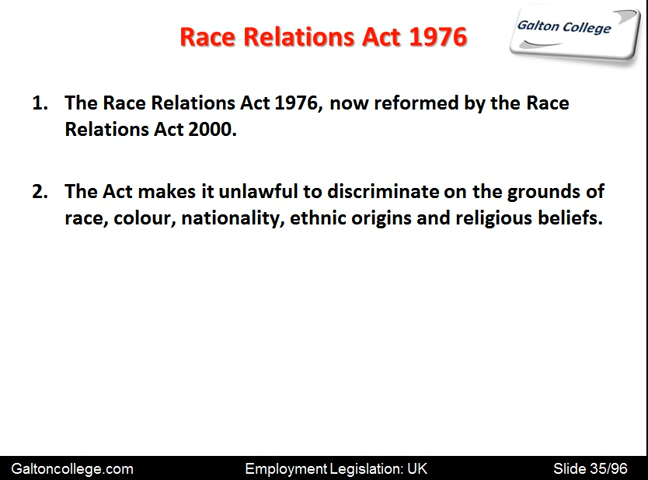 Race Relations Act 1976
Galton College
1. The Race Relations Act 1976, now reformed by the Race
Relations Act 2000.
2. The Act makes it unlawful to discriminate on the grounds of
race, colour, nationality, ethnic origins and religious beliefs.
Galtoncollege.com Employment Legislation: UK Slide 35/96